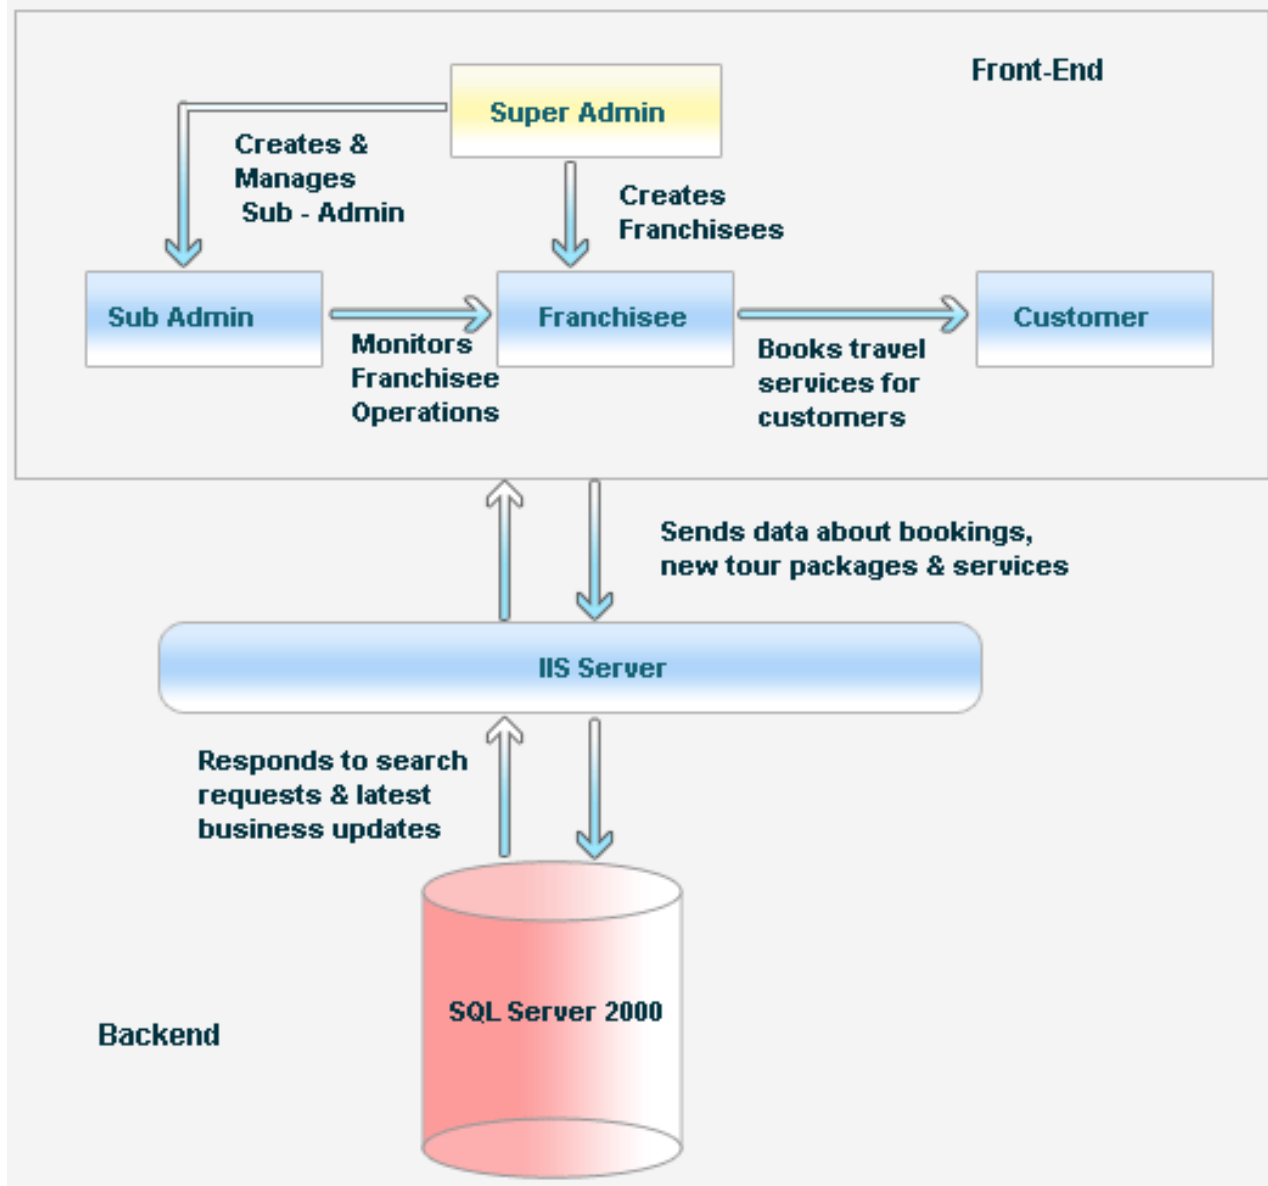 Front-End
Super Admin
Creates &
Manages
Sub - Admin
Creates
Franchisees
Sub Admin
Franchisee
Customer
Monitors
Franchisee
Operations
Books travel
services for
customers
Sends data about bookings,
new tour packages & services
IIS Server
Responds to search
requests & latest
business updates
SQL Server 2000
Backend